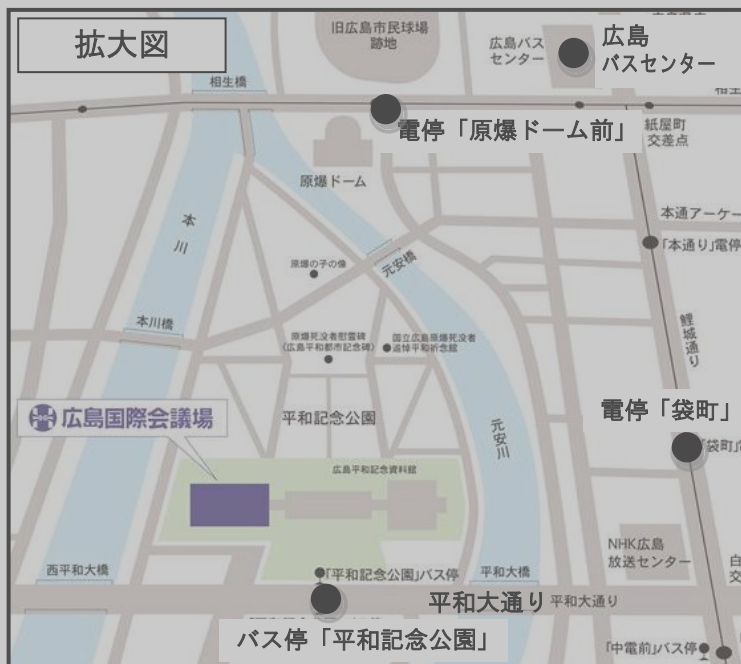 拡大図
旧広島市民球場
跡地
広島バス
センター
広島
バスセンター
相生橋
電停「原爆ドーム前」
紙屋町
交差点
原爆ドーム
本通アーケー
「本通り」電停
本川
元安橋
原爆の子の像
本川橋
原爆死没者慰霊碑
(広島平和都市記念碑)
国立広島原爆死没者
追悼平和祈念館
鯉城通り
広島国際会議場
平和記念公園
元安川
電停「袋町」
広島平和記念資料館
NHK広島
放送センター
西平和大橋
「平和記念公園」バス停
平和大橋
平和大通り
平和大通り
バス停「平和記念公園」
「中電前」バス停